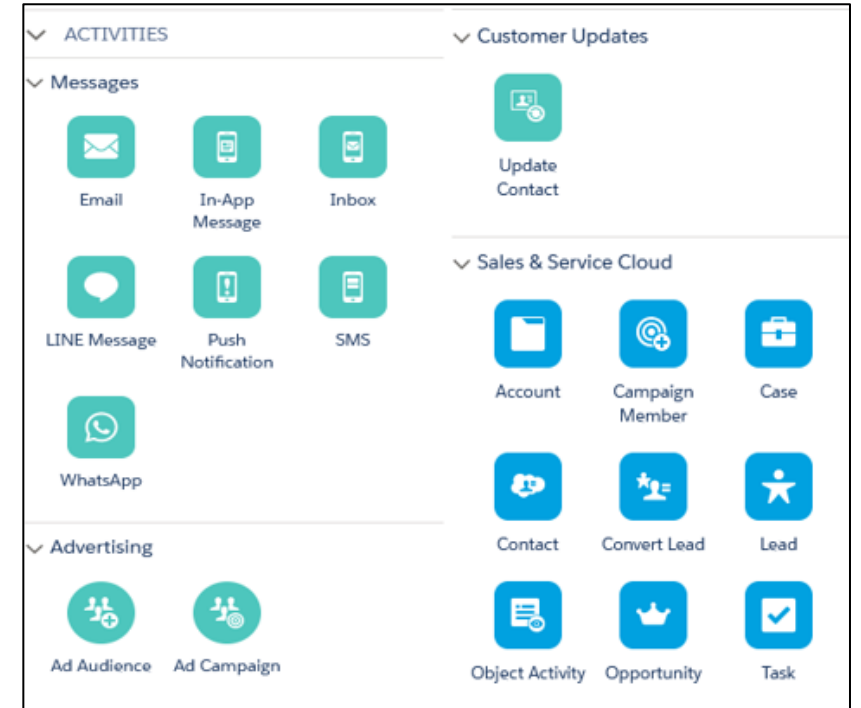 ACTIVITIES
Messages
Email
In-App
Message
Inbox
LINE Message
Push
Notification
SMS
WhatsApp
Advertising
Ad Audience
Ad Campaign
Customer Updates
Update
Contact
Sales & Service Cloud
Account
Campaign
Member
Case
Contact
Convert Lead
Lead
Object Activity
Opportunity
Task